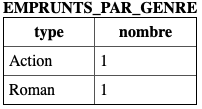 EMPRUNTS_PAR_GENRE
type nombre
Action 1
Roman 1